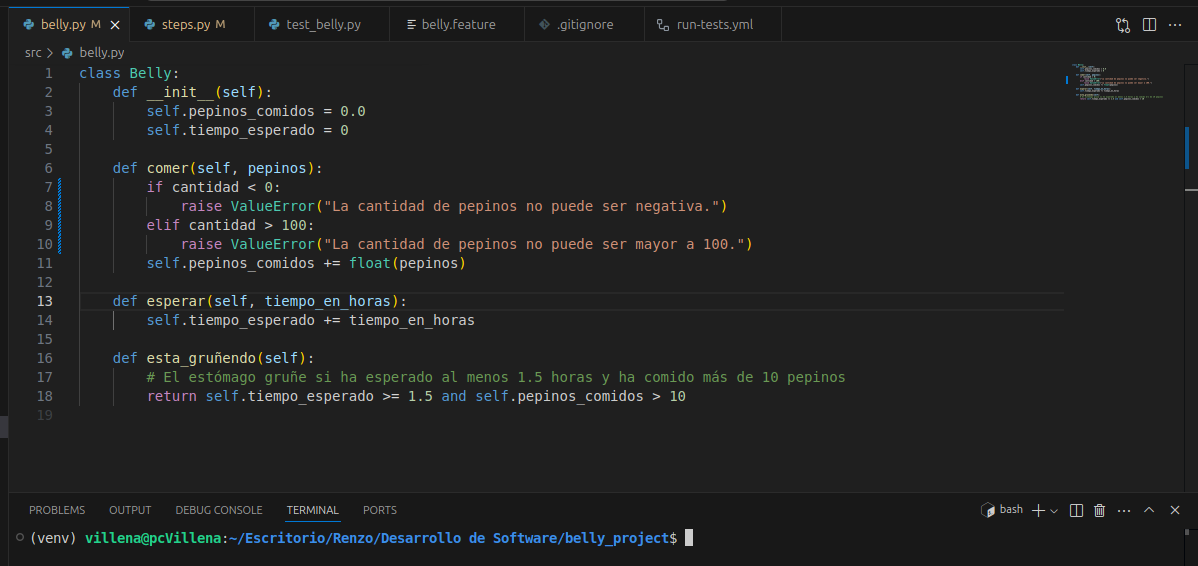 belly.py M
steps.py M
test_belly.py
belly.feature
.gitignore
run-tests.yml
src > belly.py
1 class Belly:
2     def __init__(self):
3         self.pepinos_comidos = 0.0
4         self.tiempo_esperado = 0
5
6     def comer(self, pepinos):
7         if cantidad < 0:
8             raise ValueError("La cantidad de pepinos no puede ser negativa.")
9         elif cantidad > 100:
10             raise ValueError("La cantidad de pepinos no puede ser mayor a 100.")
11         self.pepinos_comidos += float(pepinos)
12
13     def esperar(self, tiempo_en_horas):
14         self.tiempo_esperado += tiempo_en_horas
15
16     def esta_gruñendo(self):
17         # El estómago gruñe si ha esperado al menos 1.5 horas y ha comido más de 10 pepinos
18         return self.tiempo_esperado >= 1.5 and self.pepinos_comidos > 10
19
PROBLEMS OUTPUT DEBUG CONSOLE TERMINAL PORTS
bash
(venv) villena@pcVillena:~/Escritorio/Renzo/Desarrollo de Software/belly_project$